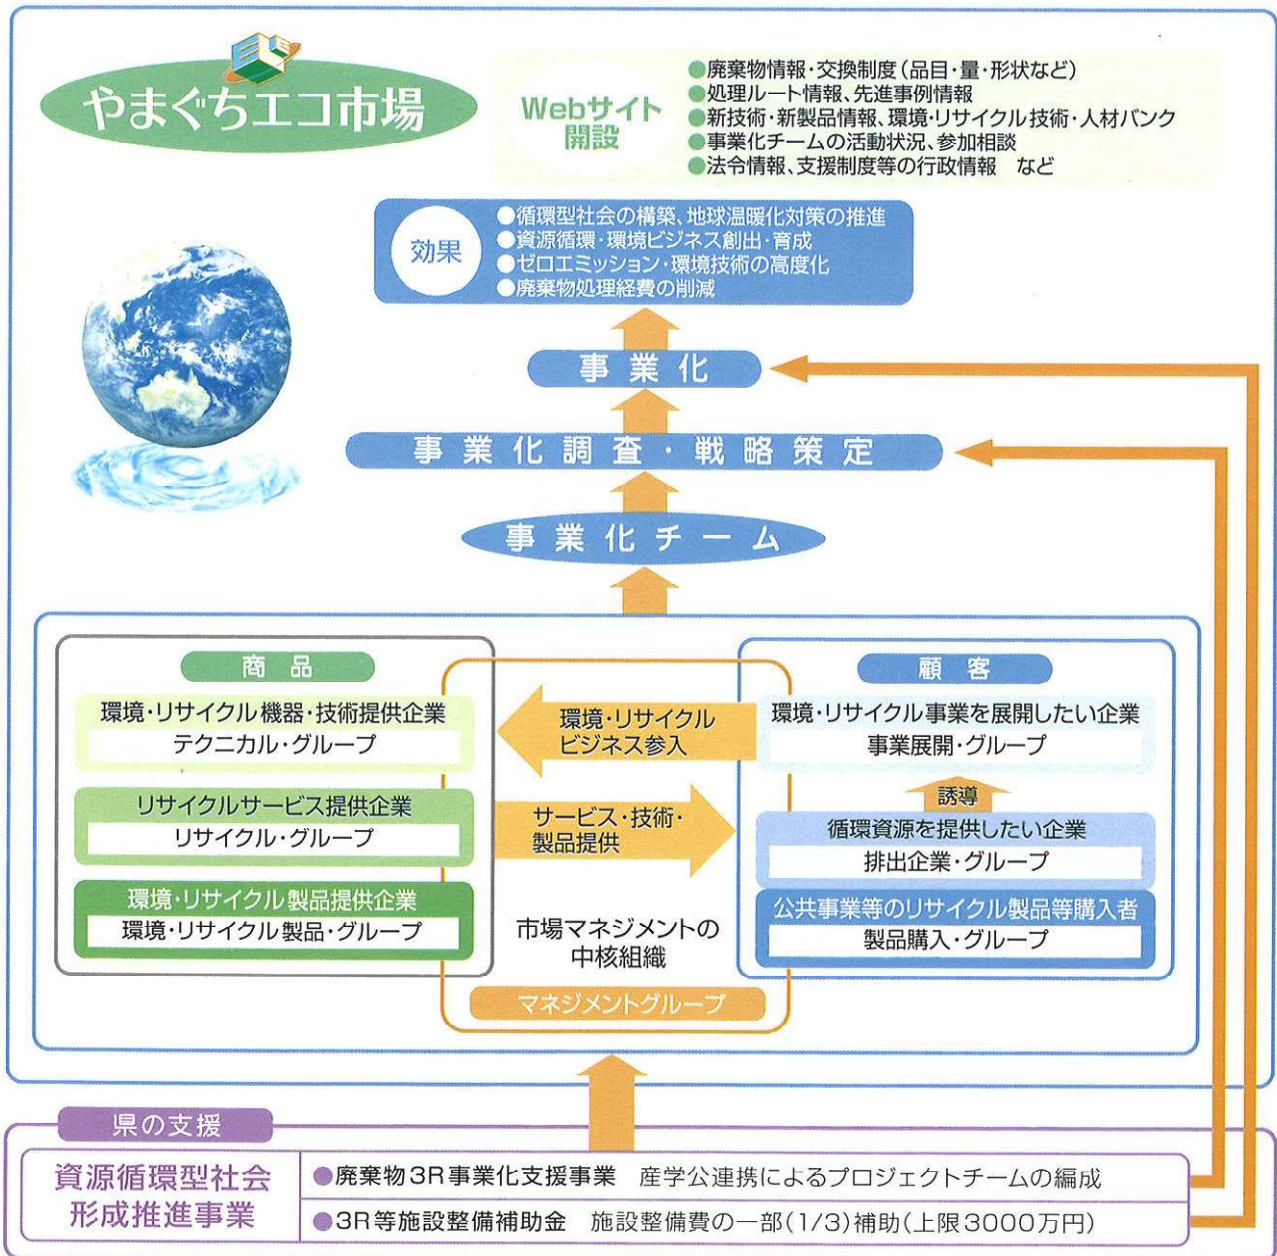 ELE
やまぐちエコ市場
Webサイト
開設
●廃棄物情報・交換制度(品目・量・形状など)
●処理ルート情報、先進事例情報
●新技術・新製品情報、環境・リサイクル技術・人材バンク
●事業化チームの活動状況、参加相談
●法令情報、支援制度等の行政情報　など
効果
●循環型社会の構築、地球温暖化対策の推進
●資源循環・環境ビジネス創出・育成
●ゼロエミッション・環境技術の高度化
●廃棄物処理経費の削減
事業化
事業化調査・戦略策定
事業化チーム
商品
環境・リサイクル機器・技術提供企業
テクニカル・グループ
リサイクルサービス提供企業
リサイクル・グループ
環境・リサイクル製品提供企業
環境・リサイクル製品・グループ
環境・リサイクル
ビジネス参入
サービス・技術・
製品提供
市場マネジメントの
中核組織
マネジメントグループ
顧客
環境・リサイクル事業を展開したい企業
事業展開・グループ
誘導
循環資源を提供したい企業
排出企業・グループ
公共事業等のリサイクル製品等購入者
製品購入・グループ
県の支援
資源循環型社会
形成推進事業
●廃棄物3R事業化支援事業　産学公連携によるプロジェクトチームの編成
●3R等施設整備補助金　施設整備費の一部(1/3)補助(上限3000万円)